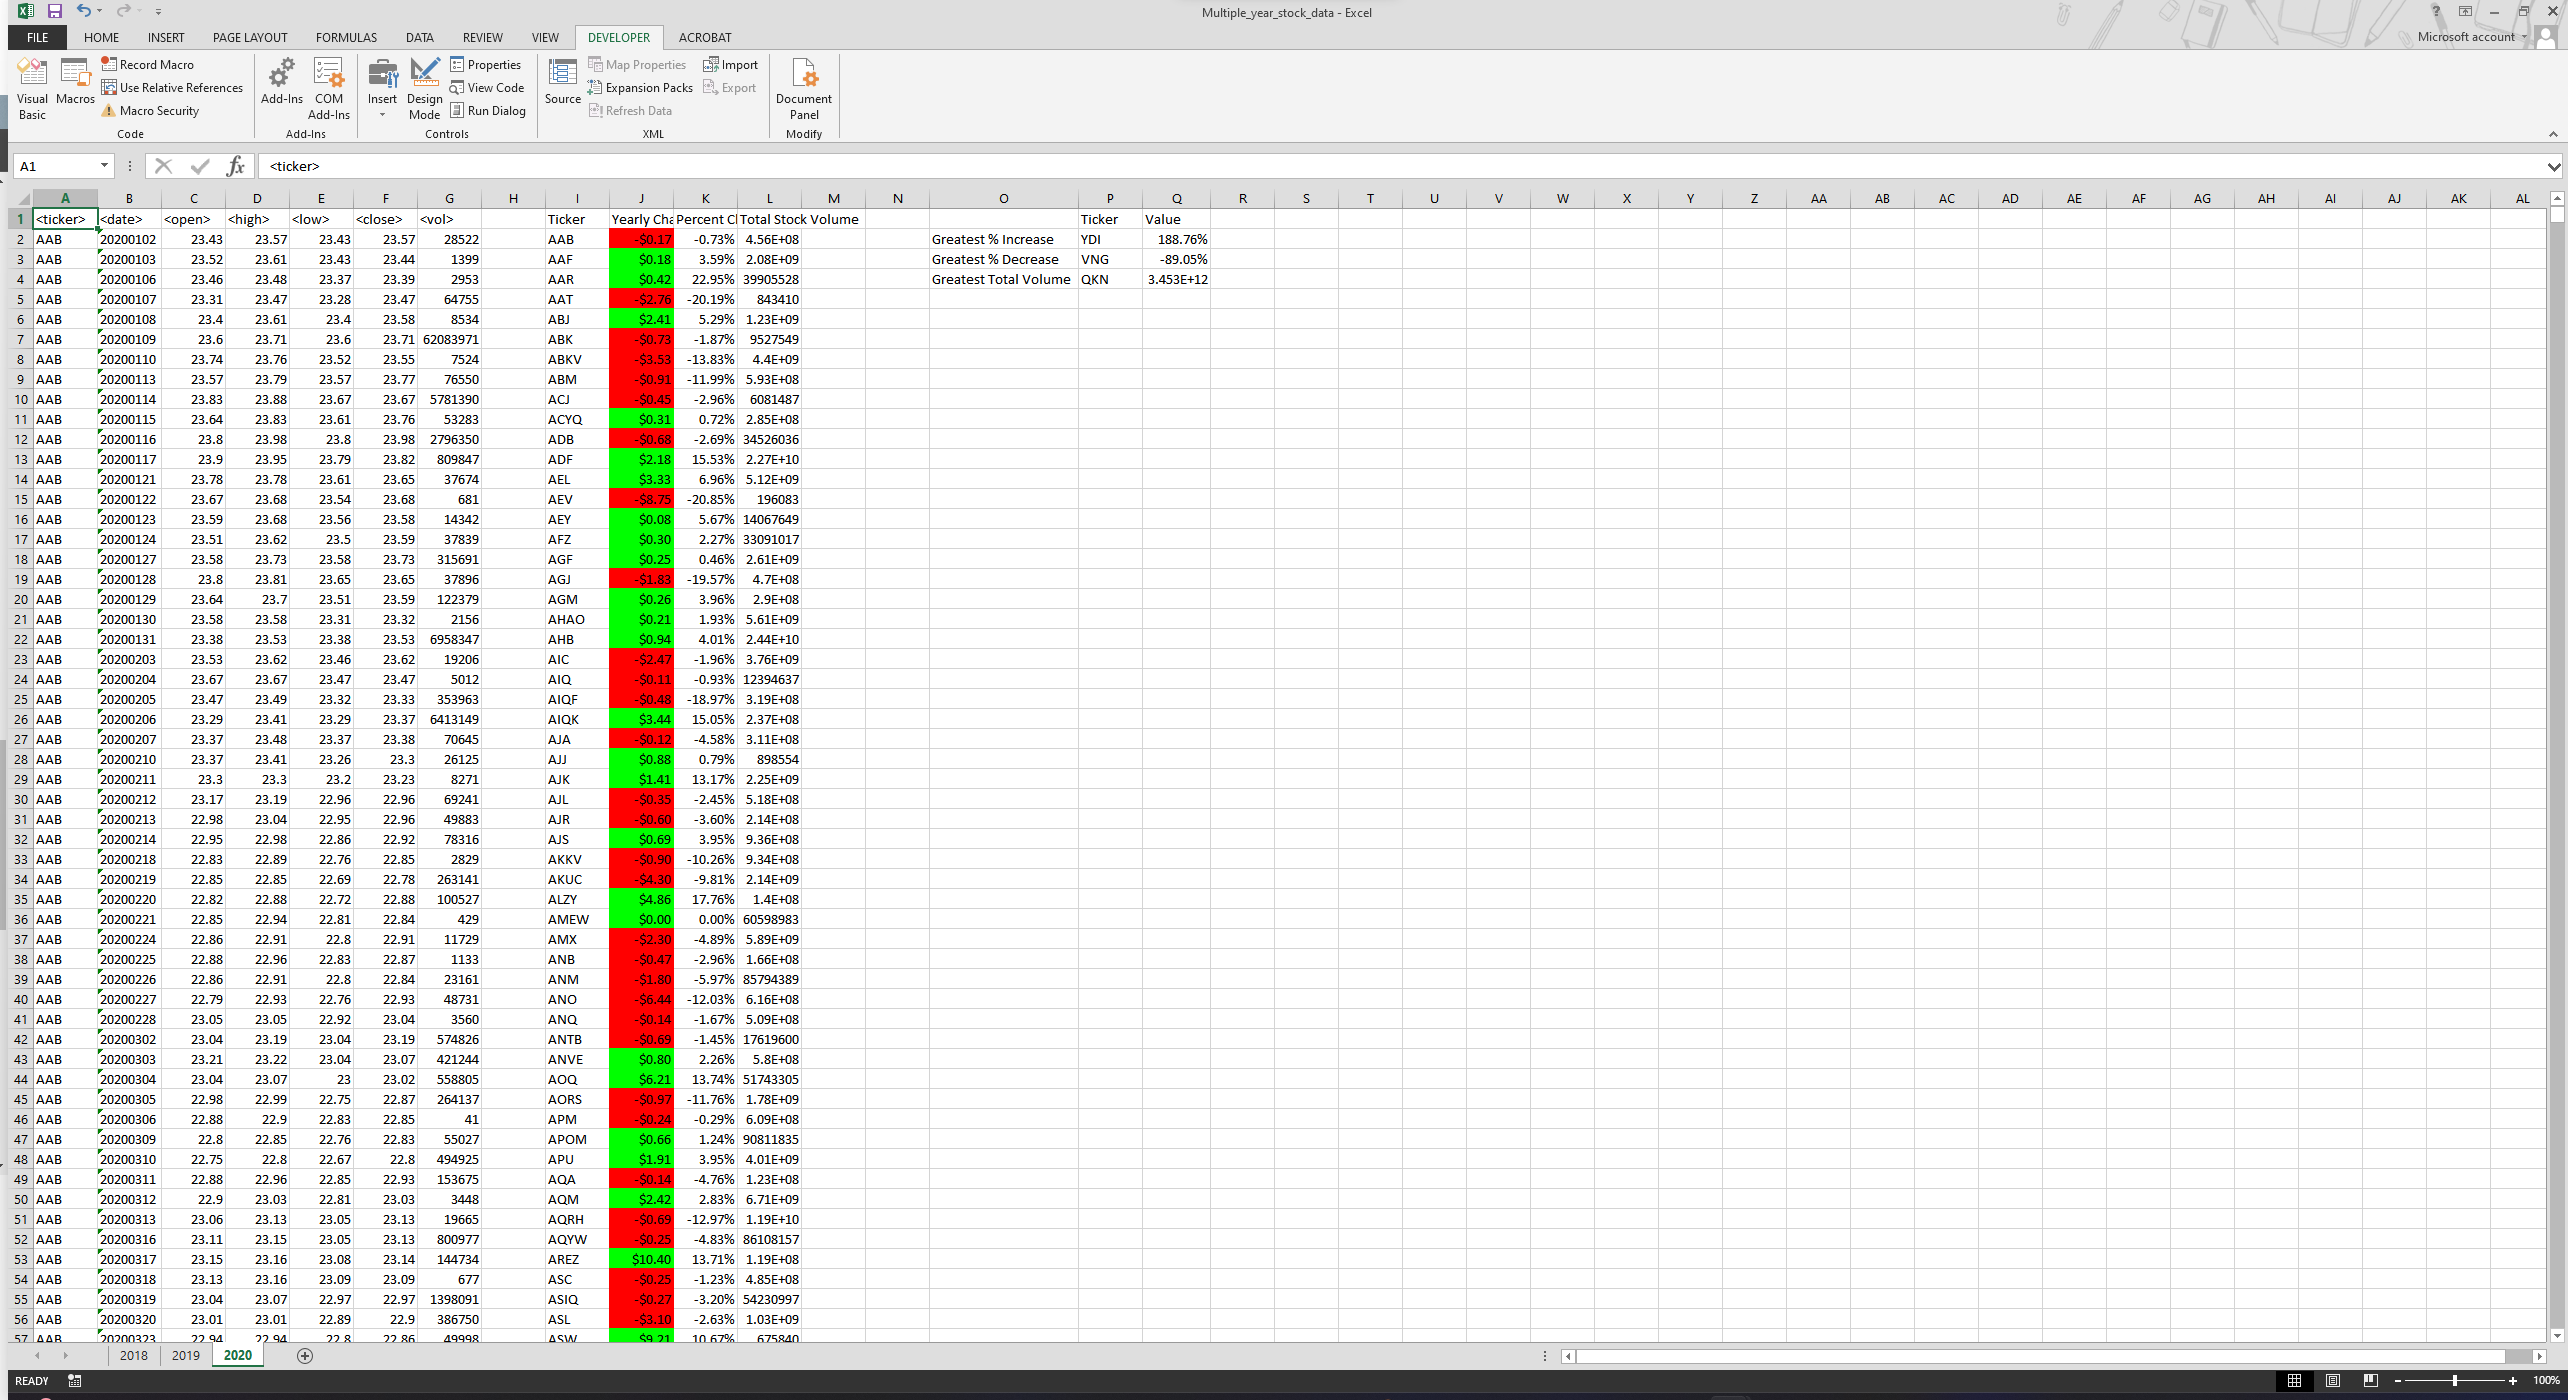 Multiple_year_stock_data - Excel
FILE HOME INSERT PAGE LAYOUT FORMULAS DATA REVIEW VIEW DEVELOPER ACROBAT Microsoft account
Visual Basic Macros Record Macro Use Relative References Macro Security Add-Ins COM Add-Ins Insert Design Mode Properties View Code Run Dialog Source Map Properties Expansion Packs Refresh Data Import Export Document Panel
Code Add-Ins Controls XML Modify
A1 fx <ticker>
A B C D E F G H I J K L M N O P Q R S T U V W X Y Z AA AB AC AD AE AF AG AH AI AJ AK AL
1 <ticker> <date> <open> <high> <low> <close> <vol> Ticker Yearly Cha Percent Cl Total Stock Volume Ticker Value
2 AAB 20200102 23.43 23.57 23.43 23.57 28522 AAB -$0.17 -0.73% 4.56E+08 Greatest % Increase YDI 188.76%
3 AAB 20200103 23.52 23.61 23.43 23.44 1399 AAF $0.18 3.59% 2.08E+09 Greatest % Decrease VNG -89.05%
4 AAB 20200106 23.46 23.48 23.37 23.39 2953 AAR $0.42 22.95% 39905528 Greatest Total Volume QKN 3.453E+12
5 AAB 20200107 23.31 23.47 23.28 23.47 64755 AAT -$2.76 -20.19% 843410
6 AAB 20200108 23.4 23.61 23.4 23.58 8534 ABJ $2.41 5.29% 1.23E+09
7 AAB 20200109 23.6 23.71 23.6 23.71 62083971 ABK -$0.73 -1.87% 9527549
8 AAB 20200110 23.74 23.76 23.52 23.55 7524 ABKV -$3.53 -13.83% 4.4E+09
9 AAB 20200113 23.57 23.79 23.57 23.77 76550 ABM -$0.91 -11.99% 5.93E+08
10 AAB 20200114 23.83 23.88 23.67 23.67 5781390 ACJ -$0.45 -2.96% 6081487
11 AAB 20200115 23.64 23.83 23.61 23.76 53283 ACYQ $0.31 0.72% 2.85E+08
12 AAB 20200116 23.8 23.98 23.8 23.98 2796350 ADB -$0.68 -2.69% 34526036
13 AAB 20200117 23.9 23.95 23.79 23.82 809847 ADF $2.18 15.53% 2.27E+10
14 AAB 20200121 23.78 23.78 23.61 23.65 37674 AEL $3.33 6.96% 5.12E+09
15 AAB 20200122 23.67 23.68 23.54 23.68 681 AEV -$8.75 -20.85% 196083
16 AAB 20200123 23.59 23.68 23.56 23.58 14342 AEY $0.08 5.67% 14067649
17 AAB 20200124 23.51 23.62 23.5 23.59 37839 AFZ $0.30 2.27% 33091017
18 AAB 20200127 23.58 23.73 23.58 23.73 315691 AGF $0.25 0.46% 2.61E+09
19 AAB 20200128 23.8 23.81 23.65 23.65 37896 AGJ -$1.83 -19.57% 4.7E+08
20 AAB 20200129 23.64 23.7 23.51 23.59 122379 AGM $0.26 3.96% 2.9E+08
21 AAB 20200130 23.58 23.58 23.31 23.32 2156 AHAO $0.21 1.93% 5.61E+09
22 AAB 20200131 23.38 23.53 23.38 23.53 6958347 AHB $0.94 4.01% 2.44E+10
23 AAB 20200203 23.53 23.62 23.46 23.62 19206 AIC -$2.47 -1.96% 3.76E+09
24 AAB 20200204 23.67 23.67 23.47 23.47 5012 AIQ -$0.11 -0.93% 12394637
25 AAB 20200205 23.47 23.49 23.32 23.33 353963 AIQF -$0.48 -18.97% 3.19E+08
26 AAB 20200206 23.29 23.41 23.29 23.37 6413149 AIQK $3.44 15.05% 2.37E+08
27 AAB 20200207 23.37 23.48 23.37 23.38 70645 AJA -$0.12 -4.58% 3.11E+08
28 AAB 20200210 23.37 23.41 23.26 23.3 26125 AJJ $0.88 0.79% 898554
29 AAB 20200211 23.3 23.3 23.2 23.23 8271 AJK $1.41 13.17% 2.25E+09
30 AAB 20200212 23.17 23.19 22.96 22.96 69241 AJL -$0.35 -2.45% 5.18E+08
31 AAB 20200213 22.98 23.04 22.95 22.96 49883 AJR -$0.60 -3.60% 2.14E+08
32 AAB 20200214 22.95 22.98 22.86 22.92 78316 AJS $0.69 3.95% 9.36E+08
33 AAB 20200218 22.83 22.89 22.76 22.85 2829 AKKV -$0.90 -10.26% 9.34E+08
34 AAB 20200219 22.85 22.85 22.69 22.78 263141 AKUC -$4.30 -9.81% 2.14E+09
35 AAB 20200220 22.82 22.88 22.72 22.88 100527 ALZY $4.86 17.76% 1.4E+08
36 AAB 20200221 22.85 22.94 22.81 22.84 429 AMEW $0.00 0.00% 60598983
37 AAB 20200224 22.86 22.91 22.8 22.91 11729 AMX -$2.30 -4.89% 5.89E+09
38 AAB 20200225 22.88 22.96 22.83 22.87 1133 ANB -$0.47 -2.96% 1.66E+08
39 AAB 20200226 22.86 22.91 22.8 22.84 23161 ANM -$1.80 -5.97% 85794389
40 AAB 20200227 22.79 22.93 22.76 22.93 48731 ANO -$6.44 -12.03% 6.16E+08
41 AAB 20200228 23.05 23.05 22.92 23.04 3560 ANQ -$0.14 -1.67% 5.09E+08
42 AAB 20200302 23.04 23.19 23.04 23.19 574826 ANTB -$0.69 -1.45% 17619600
43 AAB 20200303 23.21 23.22 23.04 23.07 421244 ANVE $0.80 2.26% 5.8E+08
44 AAB 20200304 23.04 23.07 23 23.02 558805 AOQ $6.21 13.74% 51743305
45 AAB 20200305 22.98 22.99 22.75 22.87 264137 AORS -$0.97 -11.76% 1.78E+09
46 AAB 20200306 22.88 22.9 22.83 22.85 41 APM -$0.24 -0.29% 6.09E+08
47 AAB 20200309 22.8 22.85 22.76 22.83 55027 APOM $0.66 1.24% 90811835
48 AAB 20200310 22.75 22.8 22.67 22.8 494925 APU $1.91 3.95% 4.01E+09
49 AAB 20200311 22.88 22.96 22.85 22.93 153675 AQA -$0.14 -4.76% 1.23E+08
50 AAB 20200312 22.9 23.03 22.81 23.03 3448 AQM $2.42 2.83% 6.71E+09
51 AAB 20200313 23.06 23.13 23.05 23.13 19665 AQRH -$0.69 -12.97% 1.19E+10
52 AAB 20200316 23.11 23.15 23.05 23.13 800977 AQYW -$0.25 -4.83% 86108157
53 AAB 20200317 23.15 23.16 23.08 23.14 144734 AREZ $10.40 13.71% 1.19E+08
54 AAB 20200318 23.13 23.16 23.09 23.09 677 ASC -$0.25 -1.23% 4.85E+08
55 AAB 20200319 23.04 23.07 22.97 22.97 1398091 ASIQ -$0.27 -3.20% 54230997
56 AAB 20200320 23.01 23.01 22.89 22.9 386750 ASL -$3.10 -2.63% 1.03E+09
57 AAB 20200323 22.94 22.94 22.8 22.86 49998 ASW $9.21 10.67% 675840
2018 2019 2020
READY 100%